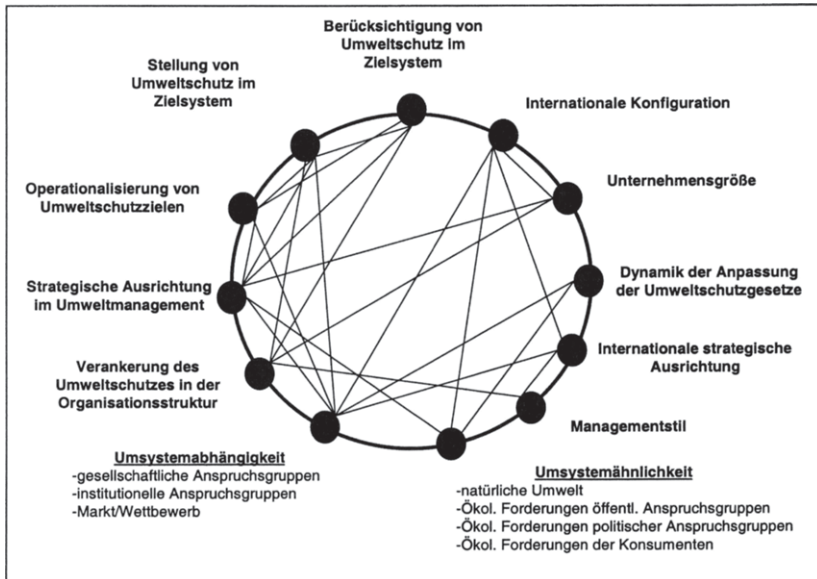 Berücksichtigung von
Umweltschutz im
Zielsystem
Stellung von
Umweltschutz im
Zielsystem
Internationale Konfiguration
Operationalisierung von
Umweltschutzzielen
Unternehmensgröße
Strategische Ausrichtung
im Umweltmanagement
Dynamik der Anpassung
der Umweltschutzgesetze
Verankerung des
Umweltschutzes in der
Organisationsstruktur
Internationale strategische
Ausrichtung
Managementstil
Umsystemabhängigkeit
-gesellschaftliche Anspruchsgruppen
-institutionelle Anspruchsgruppen
-Markt/Wettbewerb
Umsystemähnlichkeit
-natürliche Umwelt
-Ökol. Forderungen öffentl. Anspruchsgruppen
-Ökol. Forderungen politischer Anspruchsgruppen
-Ökol. Forderungen der Konsumenten